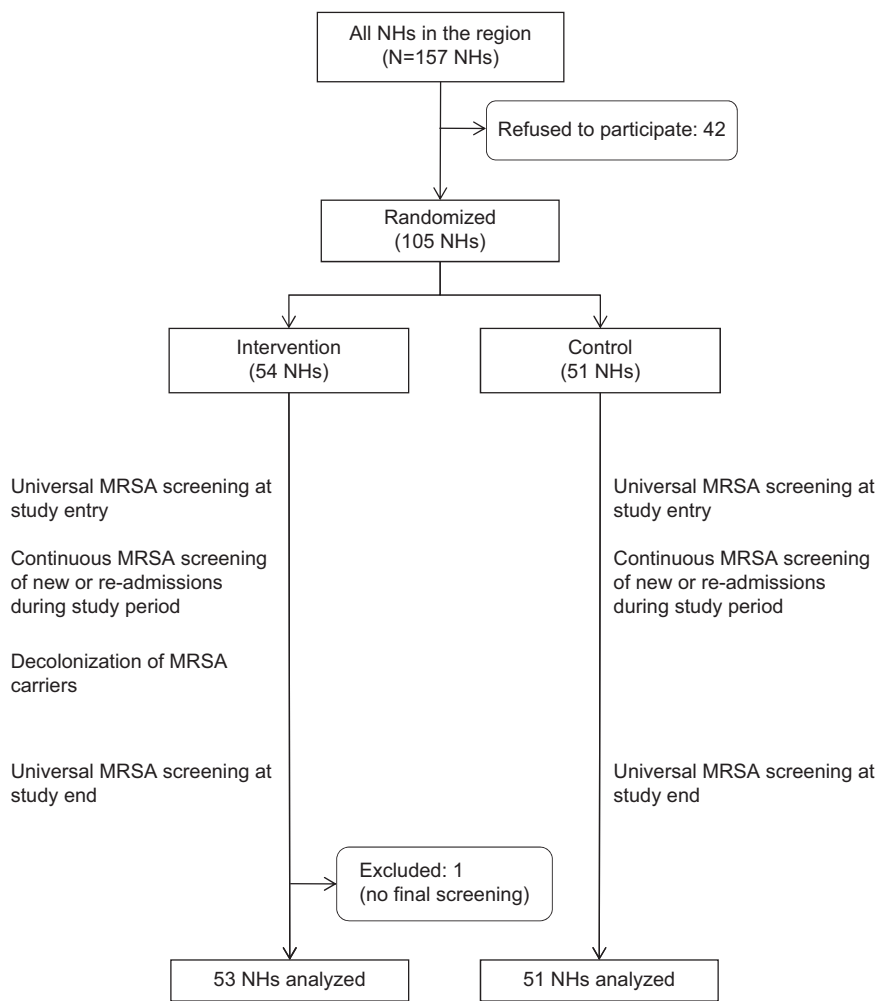 All NHs in the region
(N=157 NHs)
Refused to participate: 42
Randomized
(105 NHs)
Intervention
(54 NHs)
Control
(51 NHs)
Universal MRSA screening at
study entry
Continuous MRSA screening
of new or re-admissions
during study period
Decolonization of MRSA
carriers
Universal MRSA screening at
study end
Universal MRSA screening at
study entry
Continuous MRSA screening
of new or re-admissions
during study period
Universal MRSA screening at
study end
Excluded: 1
(no final screening)
53 NHs analyzed
51 NHs analyzed